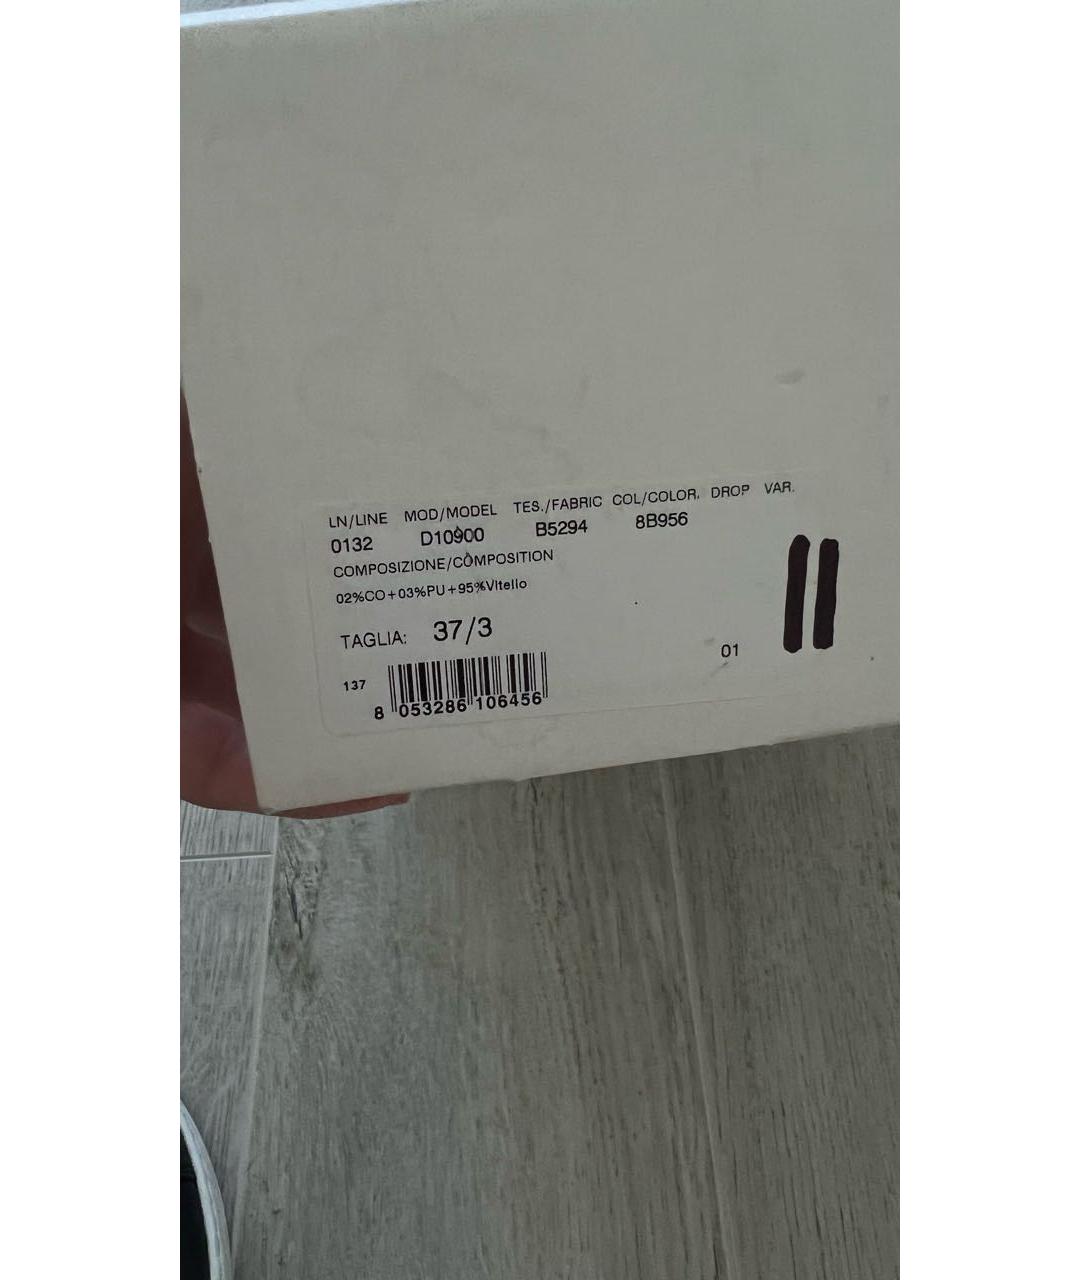 LN/LINE MOD/MODEL TES./FABRIC COL/COLOR. DROP VAR.
0132 D10900 B5294 8B956
COMPOSIZIONE/COMPOSITION
02%CO+03%PU+95%Vitello
TAGLIA: 37/3
01
137
8 053286 106456